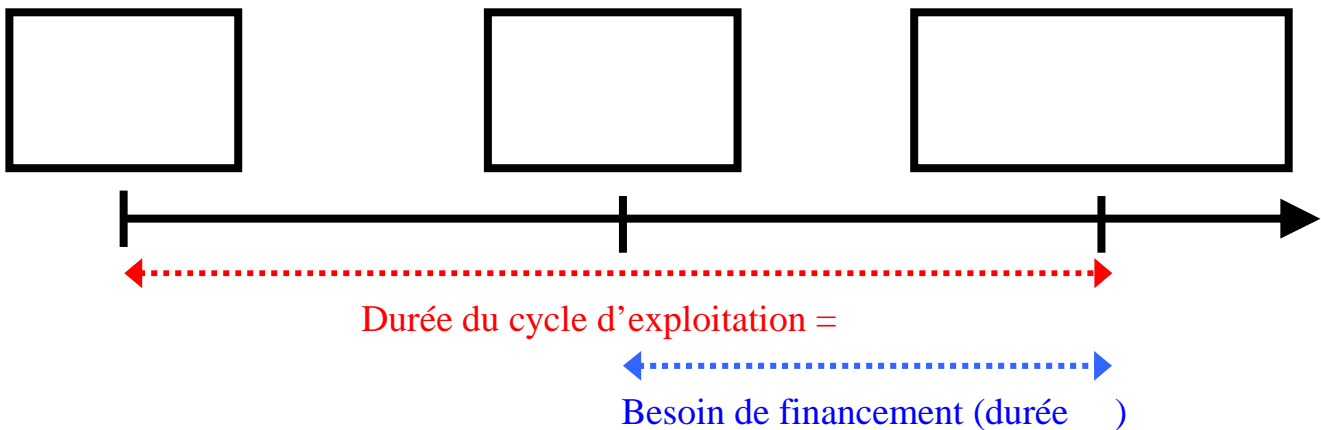 Durée du cycle d’exploitation =
Besoin de financement (durée )